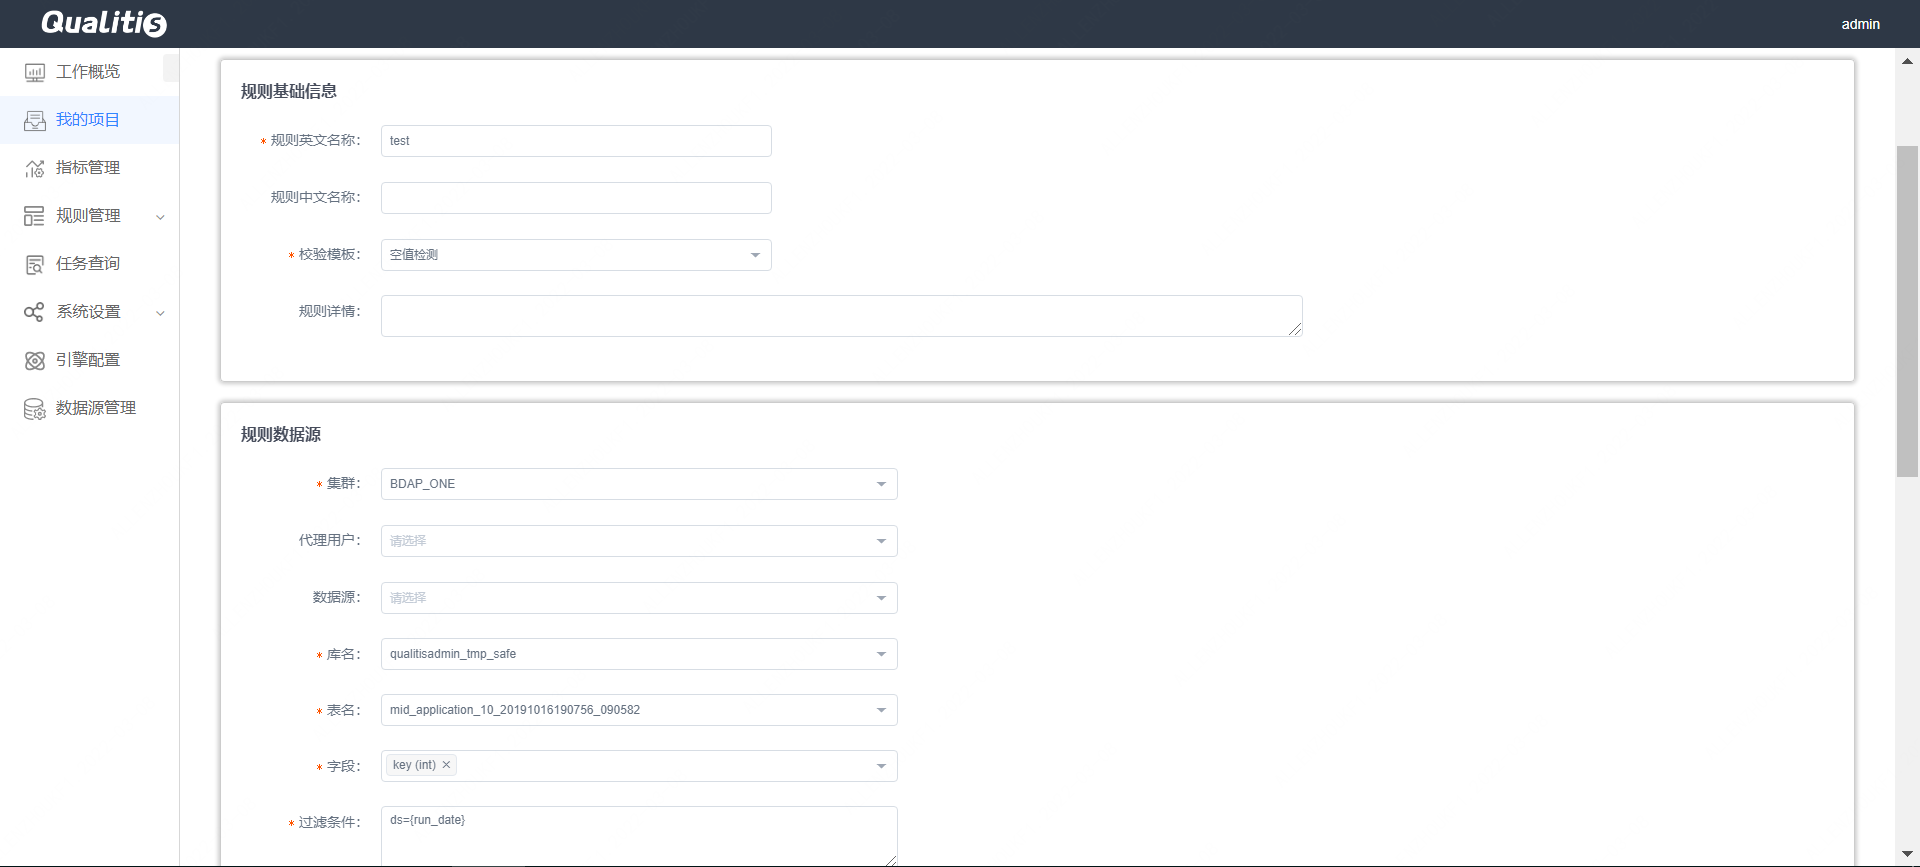 Qualitis
admin
工作概览
我的项目
指标管理
规则管理
任务查询
系统设置
引擎配置
数据源管理
规则基础信息
* 规则英文名称： test
规则中文名称：
* 校验模板： 空值检测
规则详情：
规则数据源
* 集群： BDAP_ONE
代理用户： 请选择
数据源： 请选择
* 库名： qualitisadmin_tmp_safe
* 表名： mid_application_10_20191016190756_090582
* 字段： key (int) ✕
* 过滤条件： ds={run_date}